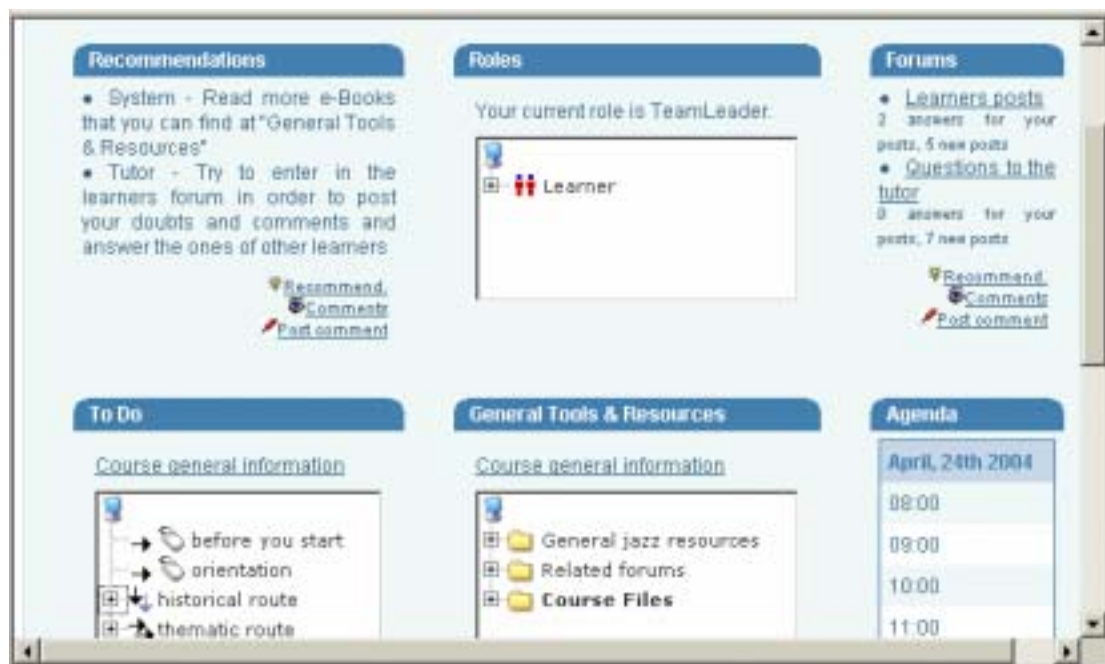 Recommendations
• System - Read more e-Books
that you can find at "General Tools
& Resources"
• Tutor - Try to enter in the
learners forum in order to post
your doubts and comments and
answer the ones of other learners
Recommend.
Comments
Post comment
Roles
Your current role is TeamLeader.
Learner
Forums
• Learners posts
2 answers for your
posts, 5 new posts
• Questions to the
tutor
0 answers for your
posts, 7 new posts
Recommend.
Comments
Post comment
To Do
Course general information
before you start
orientation
historical route
thematic route
General Tools & Resources
Course general information
General jazz resources
Related forums
Course Files
Agenda
April, 24th 2004
08:00
09:00
10:00
11:00